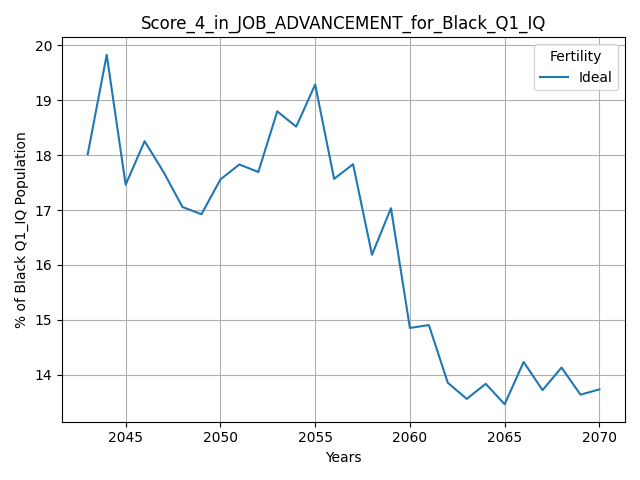 Score_4_in_JOB_ADVANCEMENT_for_Black_Q1_IQ
Fertility
Ideal
% of Black Q1_IQ Population
20
19
18
17
16
15
14
2045 2050 2055 2060 2065 2070
Years